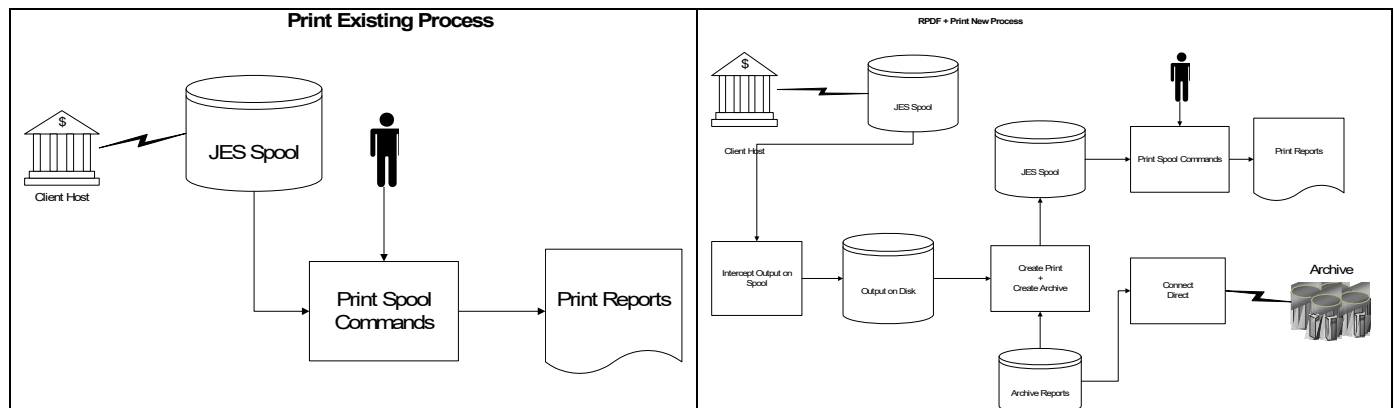 Print Existing Process
$
Client Host
JES Spool
Print Spool
Commands
Print Reports
RPDF + Print New Process
$
Client Host
JES Spool
JES Spool
Print Spool Commands
Print Reports
Intercept Output on
Spool
Output on Disk
Create Print
+
Create Archive
Connect
Direct
Archive
Archive Reports